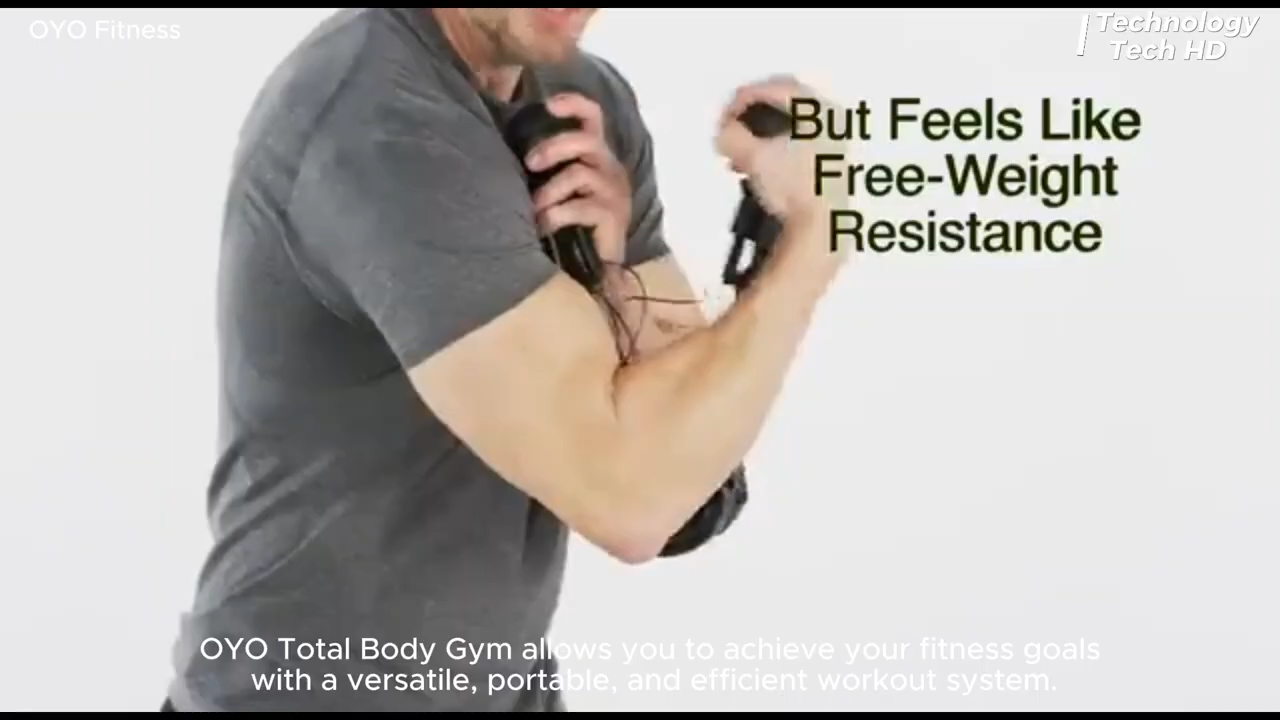 OYO Fitness
Technology
Tech HD
But Feels Like
Free-Weight
Resistance
OYO Total Body Gym allows you to achieve your fitness goals
with a versatile, portable, and efficient workout system.